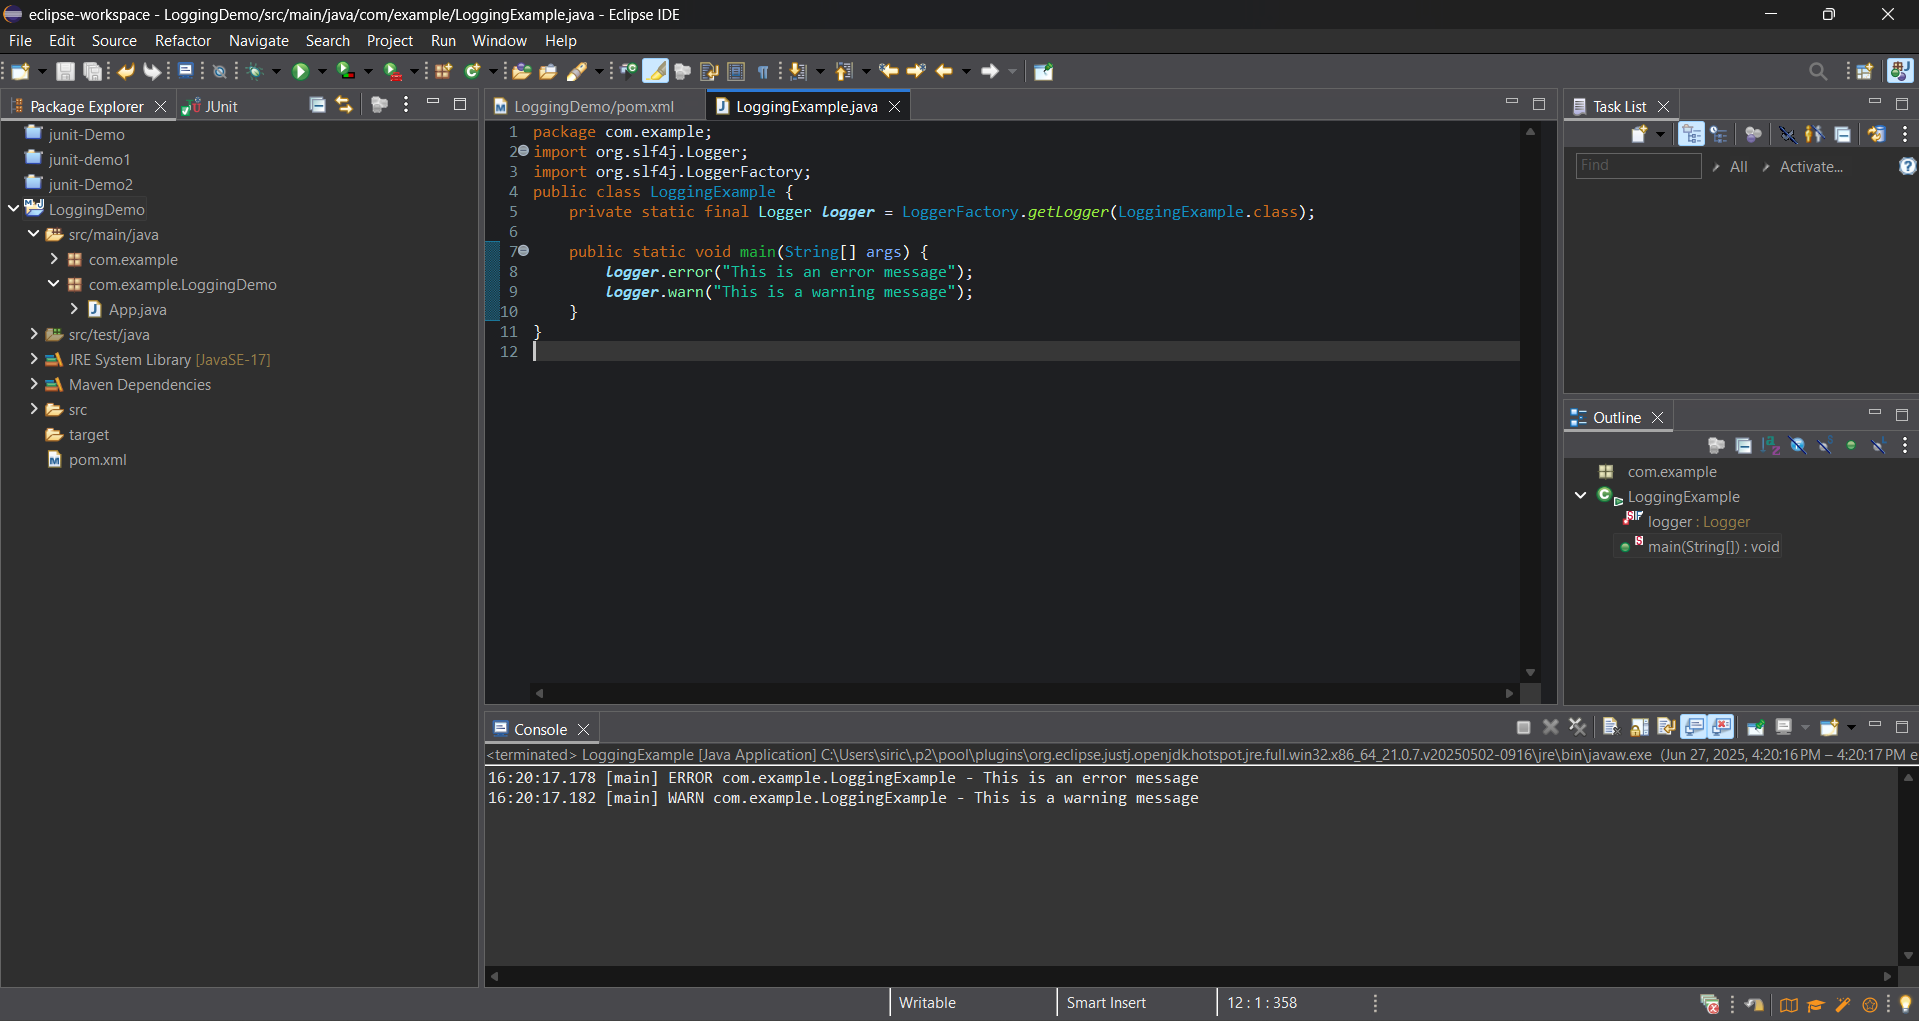 eclipse-workspace - LoggingDemo/src/main/java/com/example/LoggingExample.java - Eclipse IDE
File Edit Source Refactor Navigate Search Project Run Window Help
Package Explorer
JUnit
junit-Demo
junit-demo1
junit-Demo2
LoggingDemo
src/main/java
com.example
com.example.LoggingDemo
App.java
src/test/java
JRE System Library [JavaSE-17]
Maven Dependencies
src
target
pom.xml
LoggingDemo/pom.xml
LoggingExample.java
1 package com.example;
2 import org.slf4j.Logger;
3 import org.slf4j.LoggerFactory;
4 public class LoggingExample {
5 private static final Logger logger = LoggerFactory.getLogger(LoggingExample.class);
6
7 public static void main(String[] args) {
8 logger.error("This is an error message");
9 logger.warn("This is a warning message");
10 }
11 }
12
Task List
Find
All
Activate...
Outline
com.example
LoggingExample
logger : Logger
main(String[]) : void
Console
<terminated> LoggingExample [Java Application] C:\Users\siric\.p2\pool\plugins\org.eclipse.justj.openjdk.hotspot.jre.full.win32.x86_64_21.0.7.v20250502-0916\jre\bin\javaw.exe (Jun 27, 2025, 4:20:16 PM – 4:20:17 PM e
16:20:17.178 [main] ERROR com.example.LoggingExample - This is an error message
16:20:17.182 [main] WARN com.example.LoggingExample - This is a warning message
Writable
Smart Insert
12 : 1 : 358